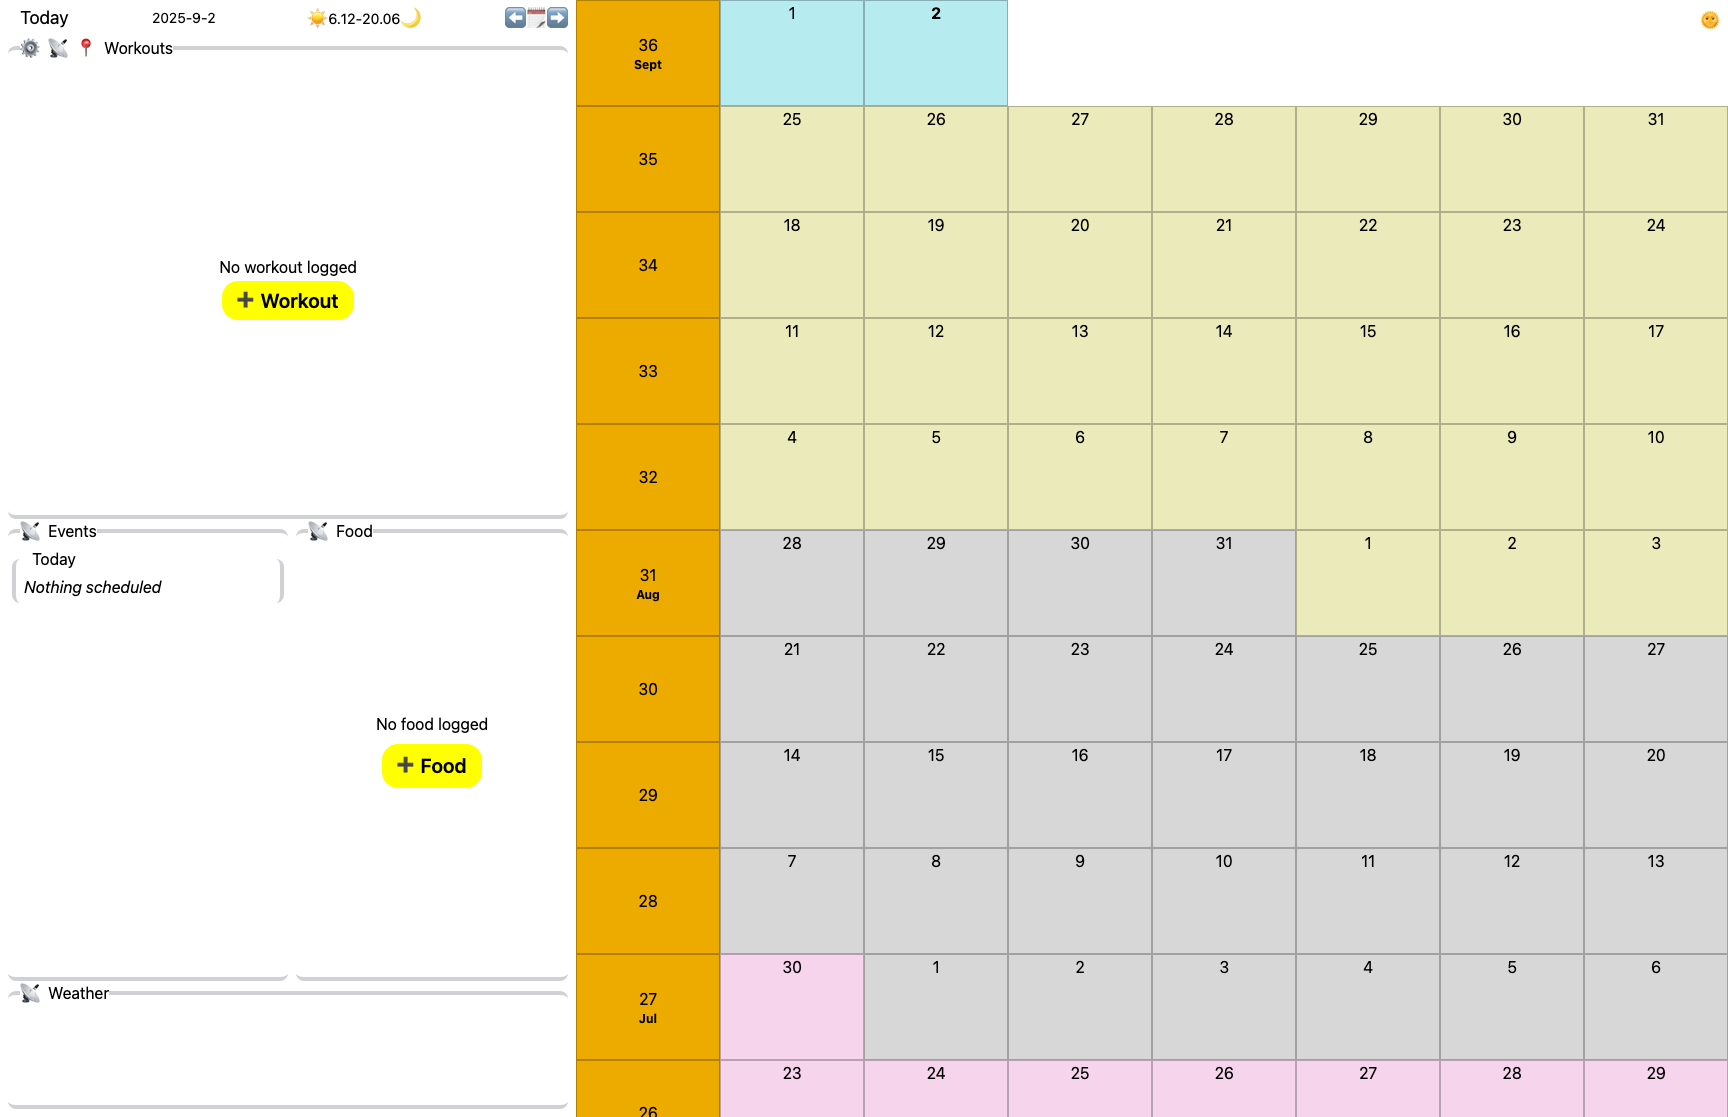 Today 2025-9-2 6.12-20.06
Workouts
No workout logged
+ Workout
Events
Today
Nothing scheduled
Food
No food logged
+ Food
Weather
36 1 2
Sept
35 25 26 27 28 29 30 31
34 18 19 20 21 22 23 24
33 11 12 13 14 15 16 17
32 4 5 6 7 8 9 10
31 28 29 30 31 1 2 3
Aug
30 21 22 23 24 25 26 27
29 14 15 16 17 18 19 20
28 7 8 9 10 11 12 13
27 30 1 2 3 4 5 6
Jul
26 23 24 25 26 27 28 29